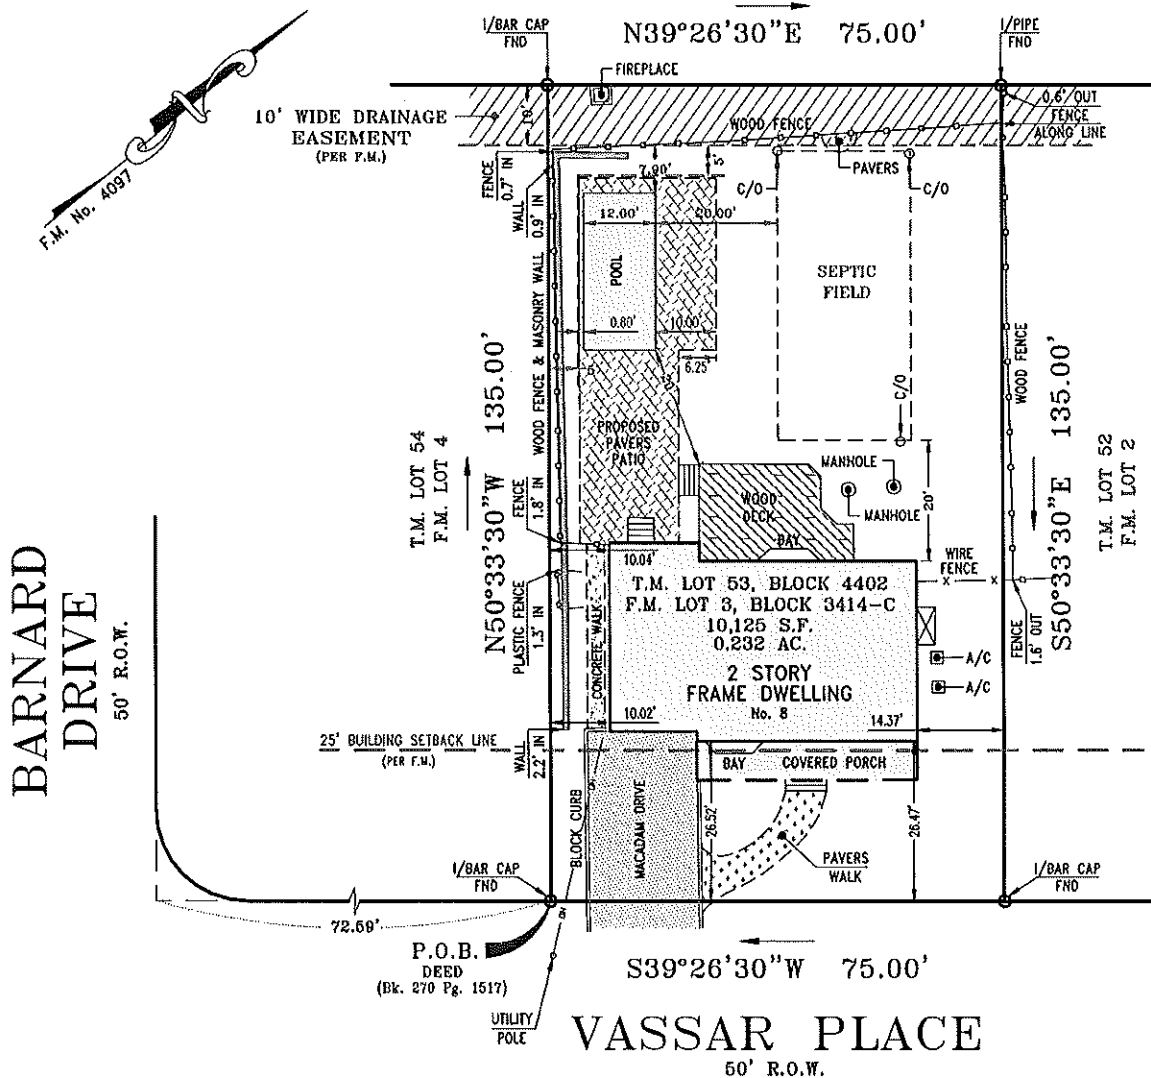 N39°26'30"E 75.00'
1/BAR CAP
FND
1/PIPE
FND
FIREPLACE
0.6' OUT
FENCE
ALONG LINE
10' WIDE DRAINAGE
EASEMENT
(PER F.M.)
10'
WOOD FENCE
PAVERS
F.M. No. 4097
FENCE
0.7' IN
WALL
0.9' IN
7.90'
5'
C/O
C/O
12.00'
20.00'
POOL
SEPTIC
FIELD
0.80'
10.00'
6.25'
WOOD FENCE & MASONRY WALL
WOOD FENCE
N50°33'30"W 135.00'
S50°33'30"E 135.00'
T.M. LOT 54
F.M. LOT 4
T.M. LOT 52
F.M. LOT 2
PROPOSED
PAVERS
PATIO
C/O
MANHOLE
MANHOLE
20'
WOOD
DECK
BAY
FENCE
1.8' IN
10.04'
WIRE
FENCE
T.M. LOT 53, BLOCK 4402
F.M. LOT 3, BLOCK 3414-C
10,125 S.F.
0.232 AC.
2 STORY
FRAME DWELLING
No. 8
PLASTIC FENCE
1.3' IN
CONCRETE WALK
A/C
A/C
FENCE
1.6' OUT
BARNARD
DRIVE
50' R.O.W.
10.02'
14.37'
25' BUILDING SETBACK LINE
(PER F.M.)
WALL
2.2' IN
BAY
COVERED PORCH
BLOCK CURB
MACADAM DRIVE
26.52'
26.47'
PAVERS
WALK
1/BAR CAP
FND
1/BAR CAP
FND
72.59'
P.O.B.
DEED
(Bk. 270 Pg. 1517)
UTILITY
POLE
S39°26'30"W 75.00'
VASSAR PLACE
50' R.O.W.